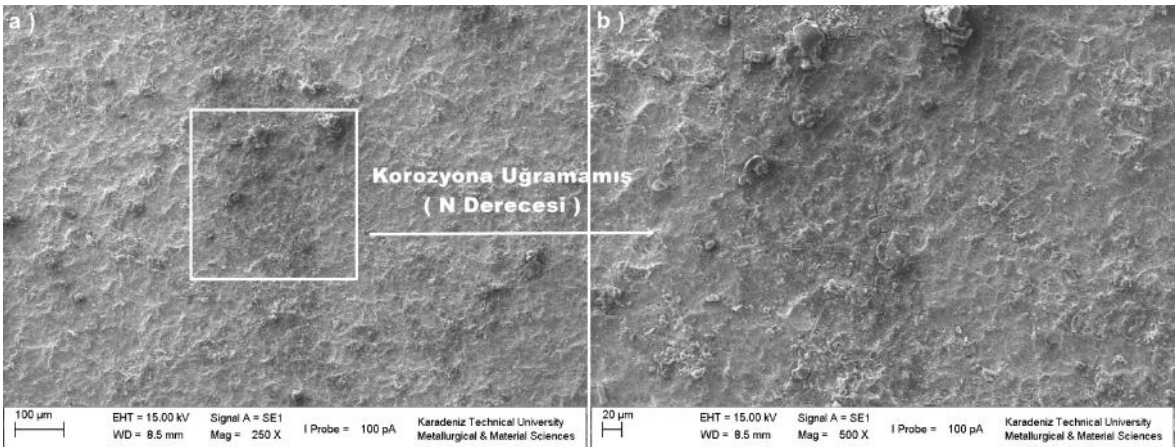 a )
Korozyona Uğramamış
( N Derecesi )
100 µm
EHT = 15.00 kV
Signal A = SE1
WD = 8.5 mm
Mag = 250 X
I Probe = 100 pA
Karadeniz Technical University
Metallurgical & Material Sciences
b )
20 µm
EHT = 15.00 kV
Signal A = SE1
WD = 8.5 mm
Mag = 500 X
I Probe = 100 pA
Karadeniz Technical University
Metallurgical & Material Sciences